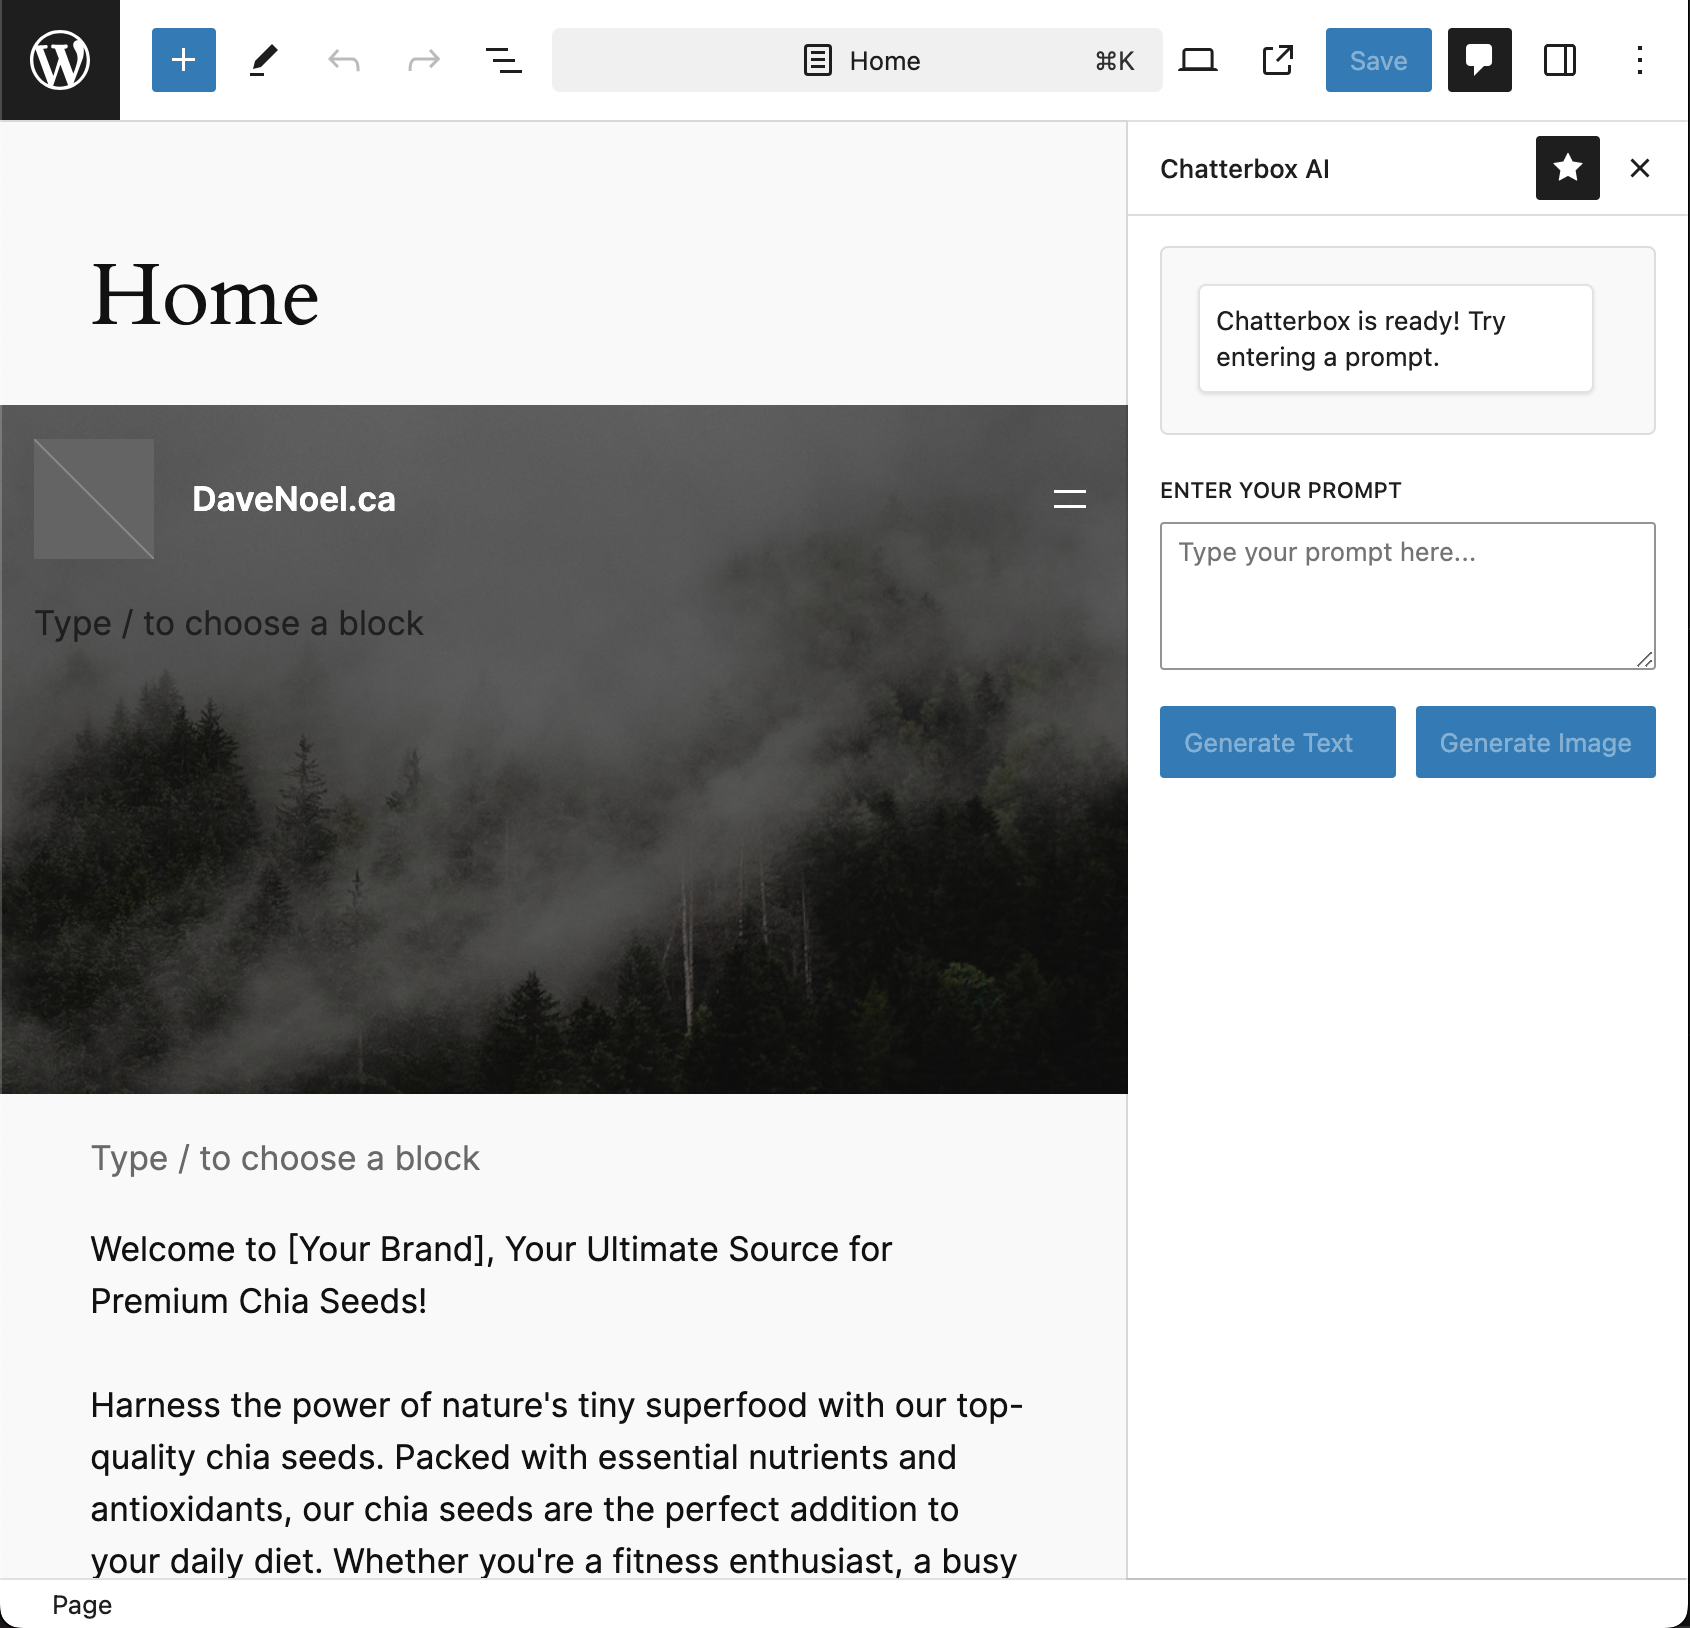 Home
⌘K
Save
Chatterbox AI
Chatterbox is ready! Try
entering a prompt.
ENTER YOUR PROMPT
Type your prompt here...
Generate Text
Generate Image
Home
DaveNoel.ca
Type / to choose a block
Type / to choose a block
Welcome to [Your Brand], Your Ultimate Source for
Premium Chia Seeds!
Harness the power of nature's tiny superfood with our top-
quality chia seeds. Packed with essential nutrients and
antioxidants, our chia seeds are the perfect addition to
your daily diet. Whether you're a fitness enthusiast, a busy
Page